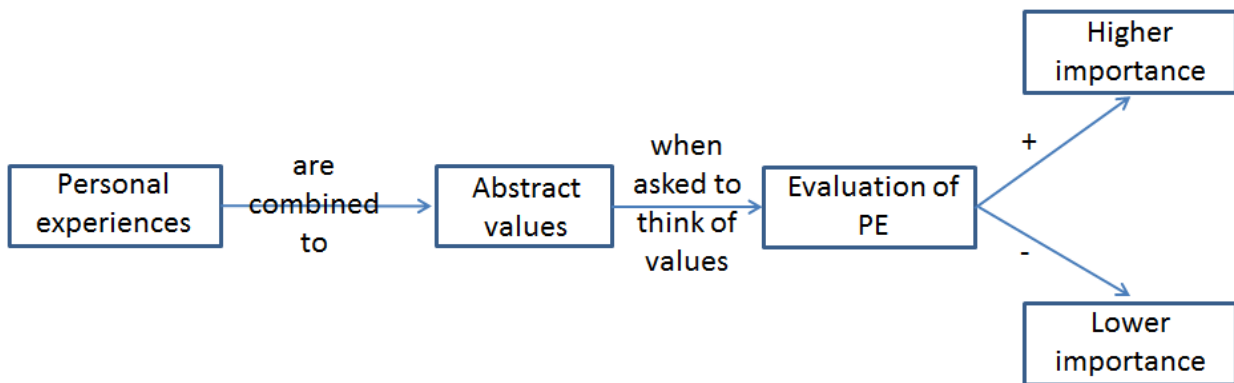 Personal
experiences
are
combined
to
Abstract
values
when
asked to
think of
values
Evaluation of
PE
+
Higher
importance
-
Lower
importance